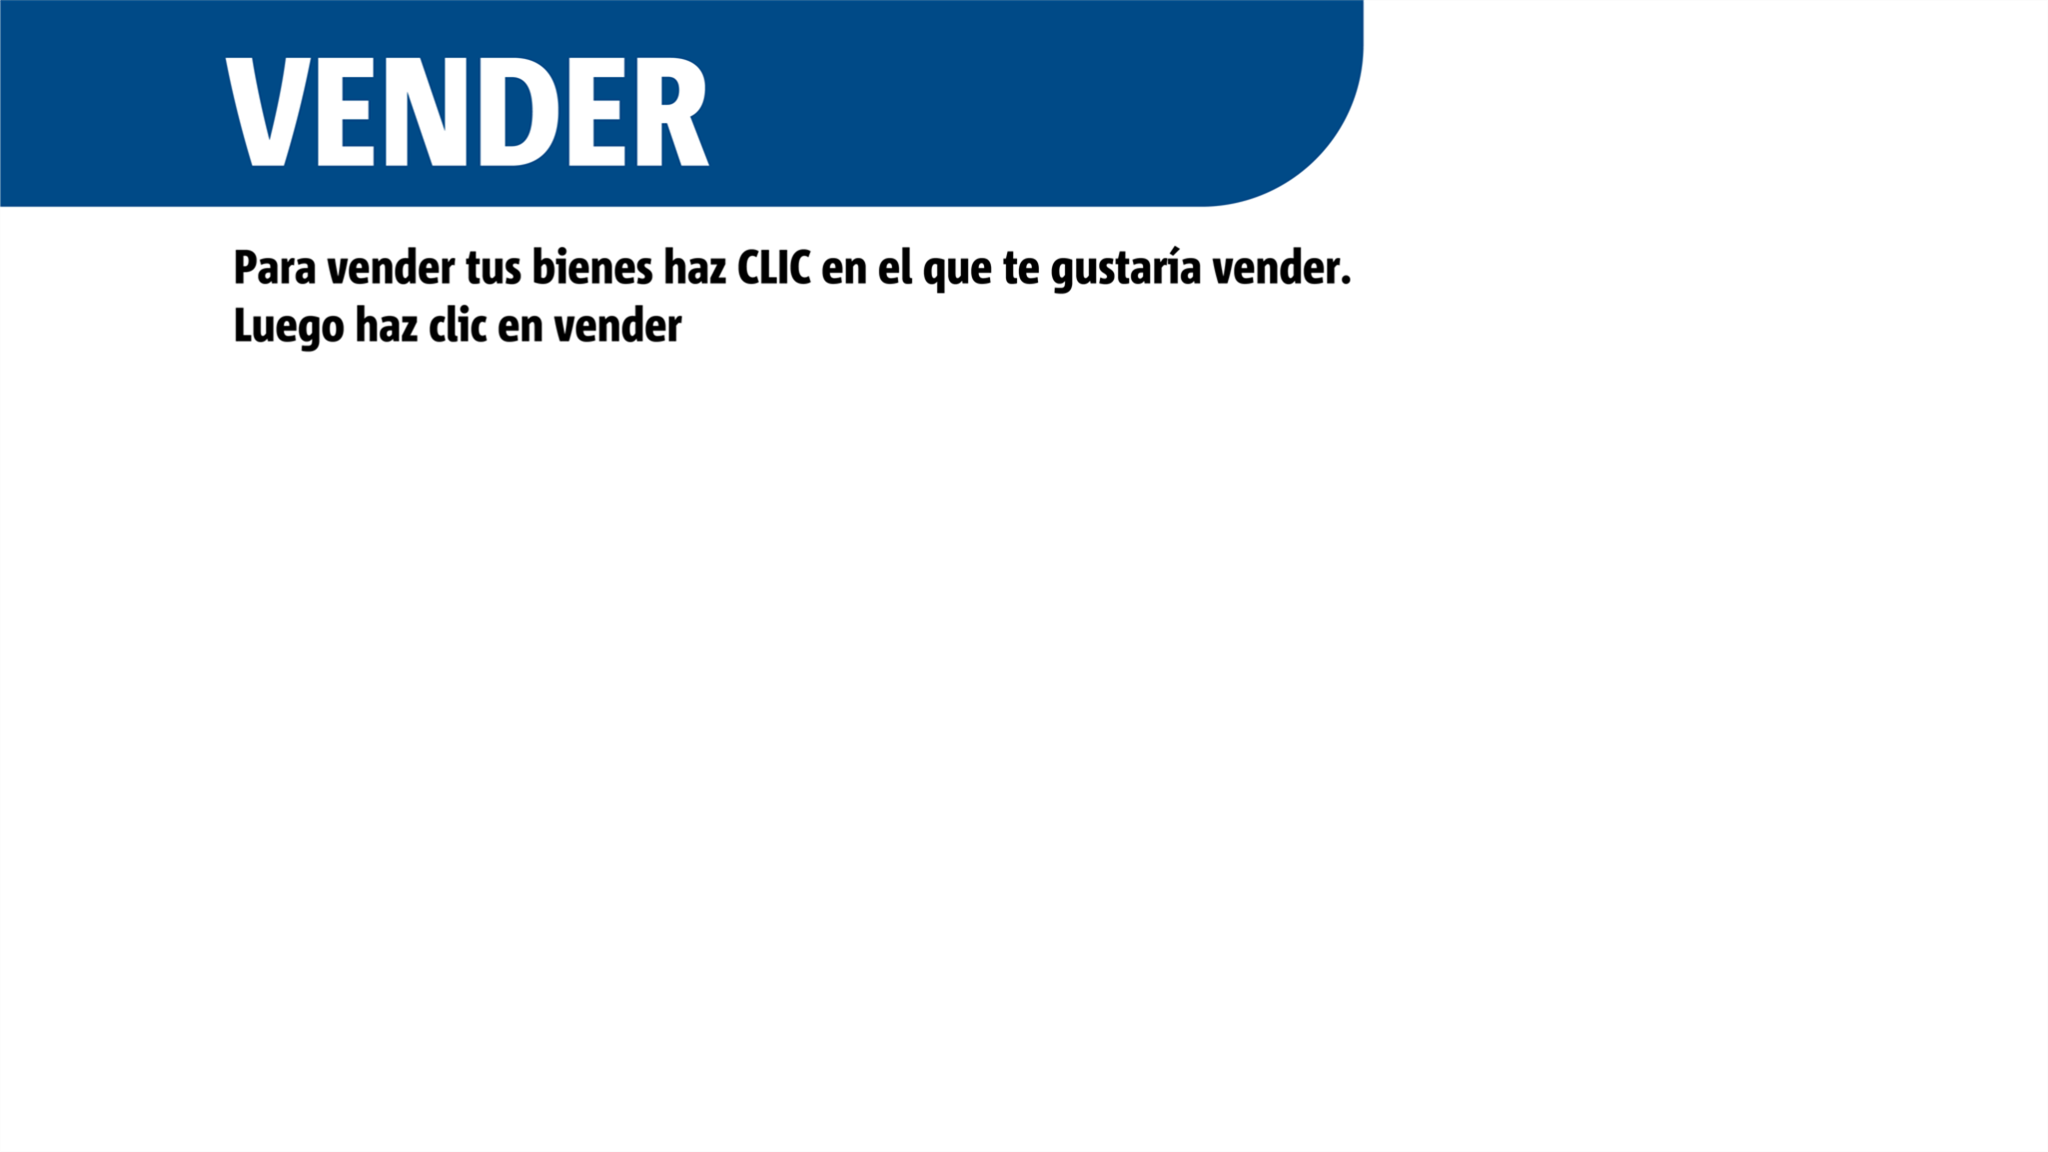 VENDER
Para vender tus bienes haz CLIC en el que te gustaría vender.
Luego haz clic en vender